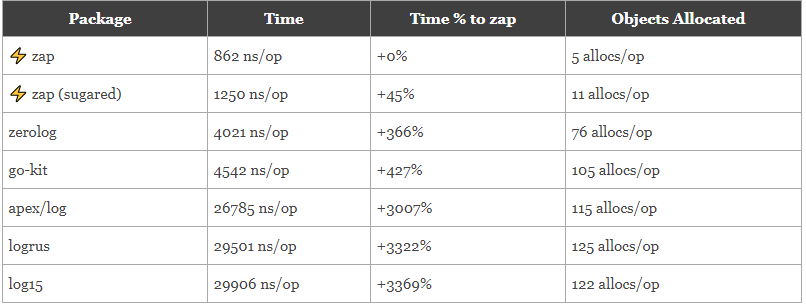 Package Time Time % to zap Objects Allocated
⚡ zap 862 ns/op +0% 5 allocs/op
⚡ zap (sugared) 1250 ns/op +45% 11 allocs/op
zerolog 4021 ns/op +366% 76 allocs/op
go-kit 4542 ns/op +427% 105 allocs/op
apex/log 26785 ns/op +3007% 115 allocs/op
logrus 29501 ns/op +3322% 125 allocs/op
log15 29906 ns/op +3369% 122 allocs/op